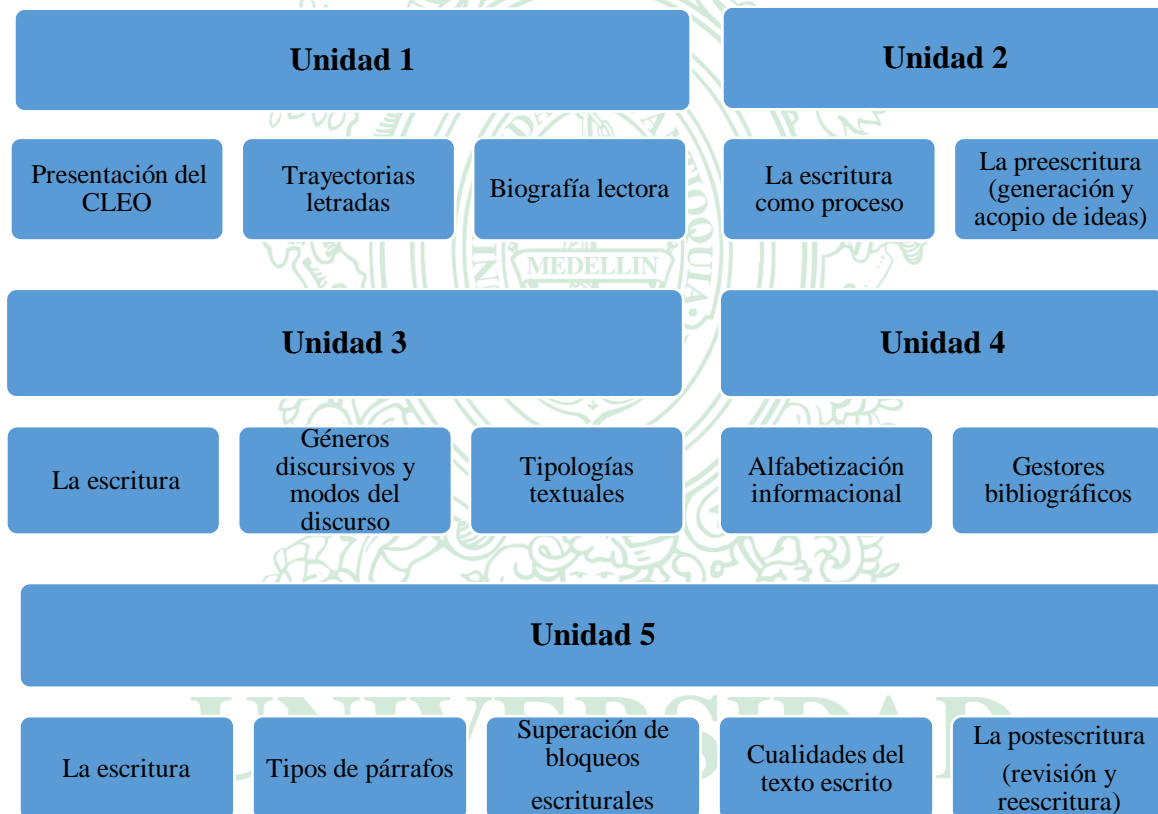 Unidad 1
Unidad 2
Presentación del
CLEO
Trayectorias
letradas
Biografía lectora
La escritura
como proceso
La preescritura
(generación y
acopio de ideas)
MEDELLIN
Unidad 3
Unidad 4
La escritura
Géneros
discursivos y
modos del
discurso
Tipologías
textuales
Alfabetización
informacional
Gestores
bibliográficos
Unidad 5
UNIVERSIDAD
La escritura
Tipos de párrafos
Superación de
bloqueos
escriturales
Cualidades del
texto escrito
La postescritura
(revisión y
reescritura)